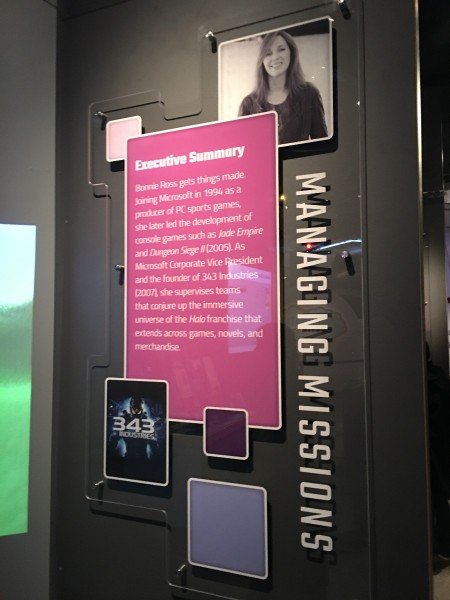 Executive Summary
Bonnie Ross gets things made.
Joining Microsoft in 1994 as a
producer of PC sports games,
she later led the development of
console games such as Jade Empire
and Dungeon Siege II (2005). As
Microsoft Corporate Vice President
and the founder of 343 Industries
(2007), she supervises teams
that conjure up the immersive
universe of the Halo franchise that
extends across games, novels, and
merchandise.
MANAGING MISSIONS
343
INDUSTRIES